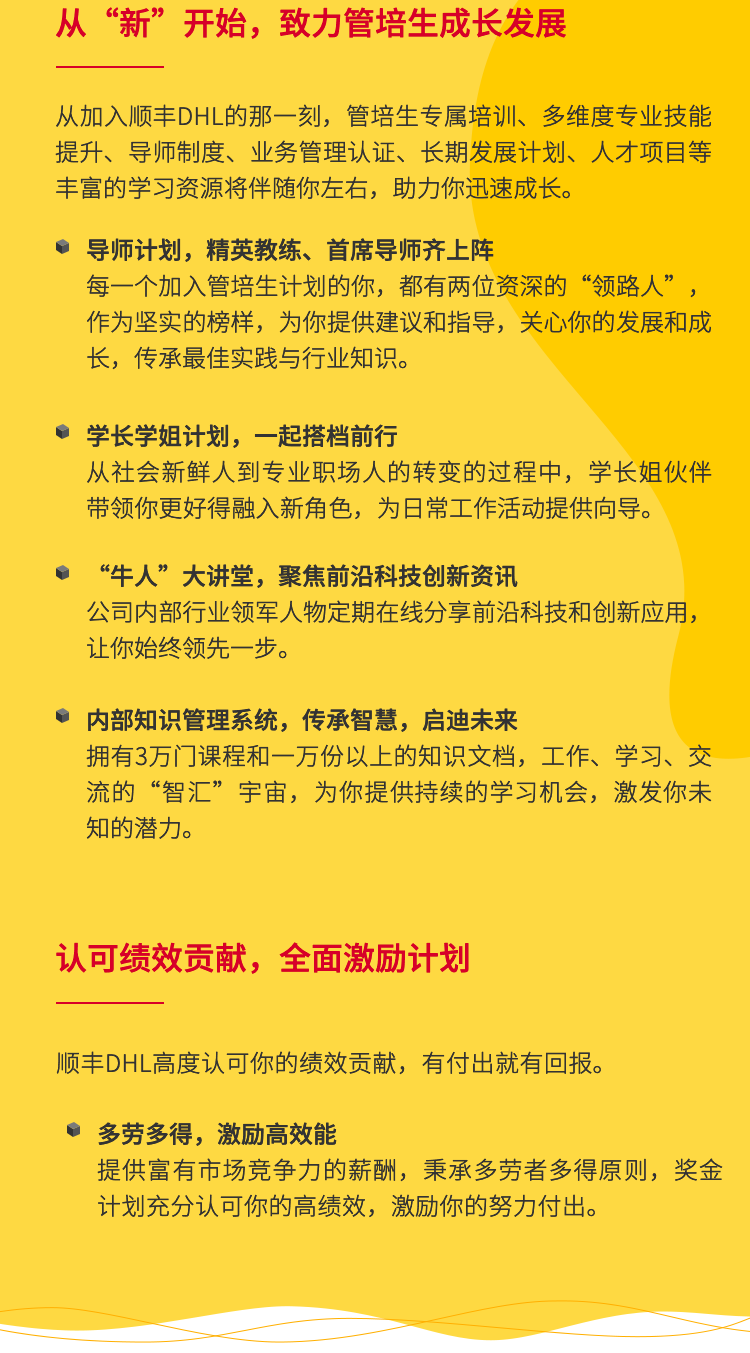 从“新”开始，致力管培生成长发展
从加入顺丰DHL的那一刻，管培生专属培训、多维度专业技能
提升、导师制度、业务管理认证、长期发展计划、人才项目等
丰富的学习资源将伴随你左右，助力你迅速成长。
导师计划，精英教练、首席导师齐上阵
每一个加入管培生计划的你，都有两位资深的“领路人”，
作为坚实的榜样，为你提供建议和指导，关心你的发展和成
长，传承最佳实践与行业知识。
学长学姐计划，一起搭档前行
从社会新鲜人到专业职场人的转变的过程中，学长姐伙伴
带领你更好得融入新角色，为日常工作活动提供向导。
“牛人”大讲堂，聚焦前沿科技创新资讯
公司内部行业领军人物定期在线分享前沿科技和创新应用，
让你始终领先一步。
内部知识管理系统，传承智慧，启迪未来
拥有3万门课程和一万份以上的知识文档，工作、学习、交
流的“智汇”宇宙，为你提供持续的学习机会，激发你未
知的潜力。
认可绩效贡献，全面激励计划
顺丰DHL高度认可你的绩效贡献，有付出就有回报。
多劳多得，激励高效能
提供富有市场竞争力的薪酬，秉承多劳者多得原则，奖金
计划充分认可你的高绩效，激励你的努力付出。